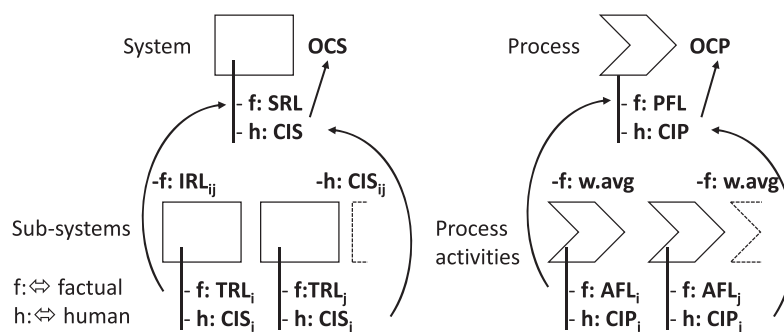 System OCS
- f: SRL
- h: CIS
-f: IRLij -h: CISij
Sub-systems
- f: TRLi - f:TRLj
- h: CISi - h: CISj
f:⇔ factual
h:⇔ human
Process OCP
- f: PFL
- h: CIP
-f: w.avg -f: w.avg
Process
activities
- f: AFLi - f: AFLj
- h: CIPi - h: CIPj